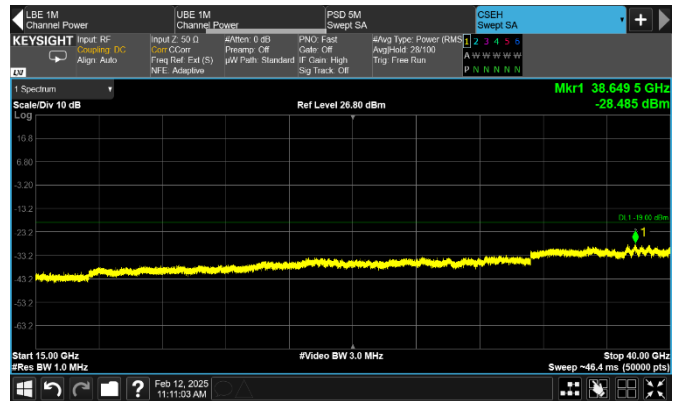 LBE 1M
Channel Power
UBE 1M
Channel Power
PSD 5M
Swept SA
CSEH
Swept SA
KEYSIGHT
Input: RF
Coupling: DC
Align: Auto
LXI
Input Z: 50 Ω
Corr CCorr
Freq Ref: Ext (S)
NFE: Adaptive
#Atten: 0 dB
Preamp: Off
µW Path: Standard
PNO: Fast
Gate: Off
IF Gain: High
Sig Track: Off
#Avg Type: Power (RMS)
Avg|Hold: 28/100
Trig: Free Run
1 2 3 4 5 6
A W W W W W
P N N N N N
1 Spectrum
Mkr1 38.649 5 GHz
-28.485 dBm
Scale/Div 10 dB
Ref Level 26.80 dBm
Log
16.8
6.80
-3.20
-13.2
DL1 -19.00 dBm
-23.2
1
-33.2
-43.2
-53.2
-63.2
Start 15.00 GHz
#Video BW 3.0 MHz
Stop 40.00 GHz
#Res BW 1.0 MHz
Sweep ~46.4 ms (50000 pts)
?
Feb 12, 2025
11:11:03 AM